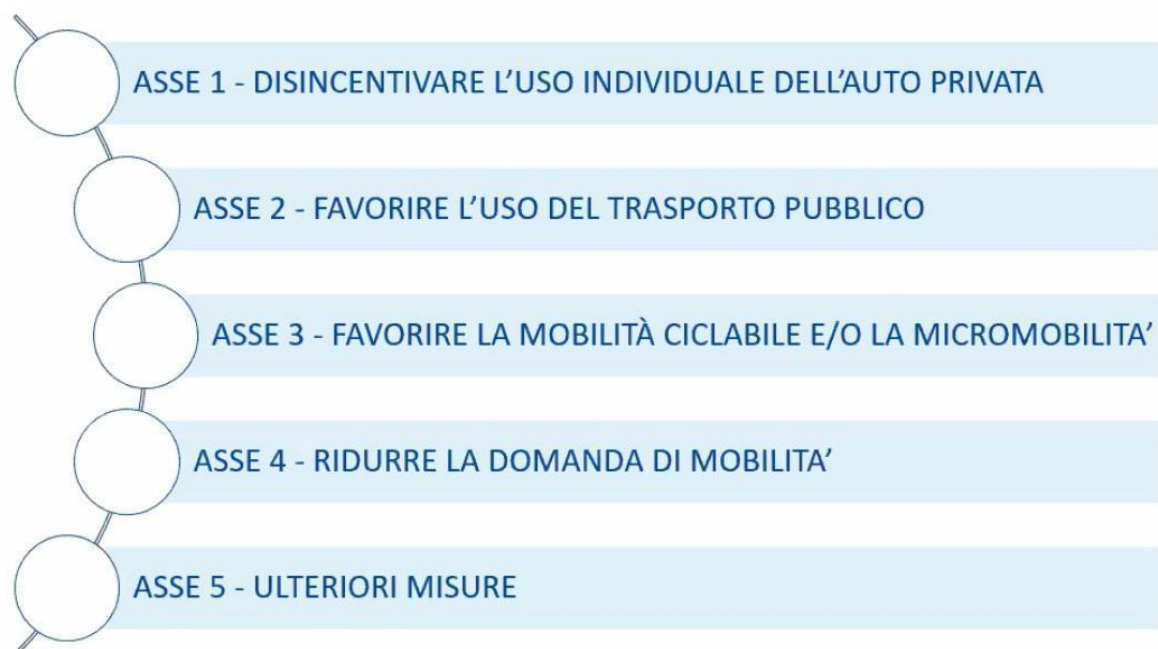 ASSE 1 - DISINCENTIVARE L'USO INDIVIDUALE DELL'AUTO PRIVATA
ASSE 2 - FAVORIRE L'USO DEL TRASPORTO PUBBLICO
ASSE 3 - FAVORIRE LA MOBILITÀ CICLABILE E/O LA MICROMOBILITA'
ASSE 4 - RIDURRE LA DOMANDA DI MOBILITA'
ASSE 5 - ULTERIORI MISURE